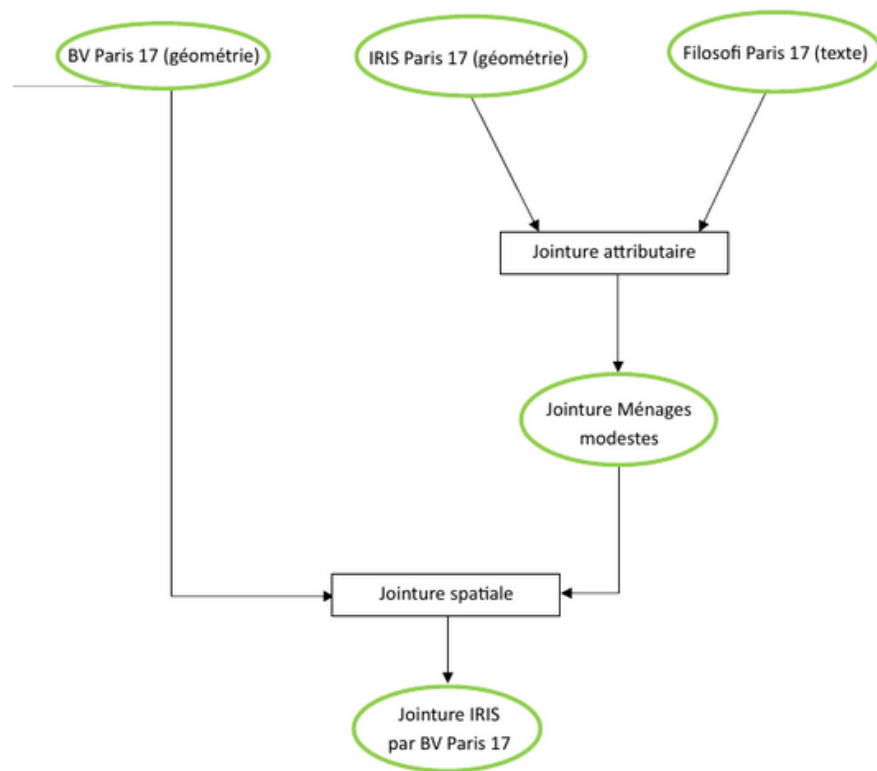 BV Paris 17 (géométrie)
IRIS Paris 17 (géométrie)
Filosofi Paris 17 (texte)
Jointure attributaire
Jointure Ménages
modestes
Jointure spatiale
Jointure IRIS
par BV Paris 17